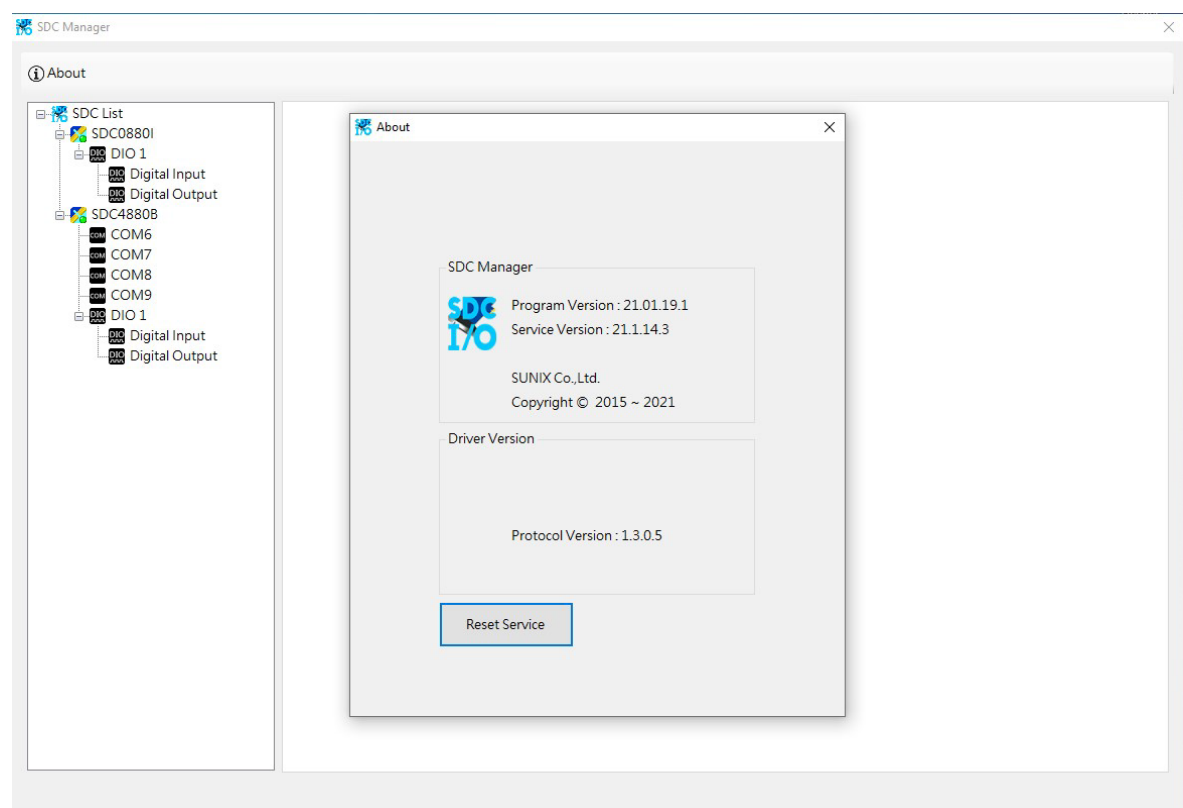 SDC Manager
About
SDC List
SDC0880I
DIO 1
Digital Input
Digital Output
SDC4880B
COM6
COM7
COM8
COM9
DIO 1
Digital Input
Digital Output
About
SDC Manager
SDC
I/O
Program Version : 21.01.19.1
Service Version : 21.1.14.3
SUNIX Co.,Ltd.
Copyright © 2015 ~ 2021
Driver Version
Protocol Version : 1.3.0.5
Reset Service